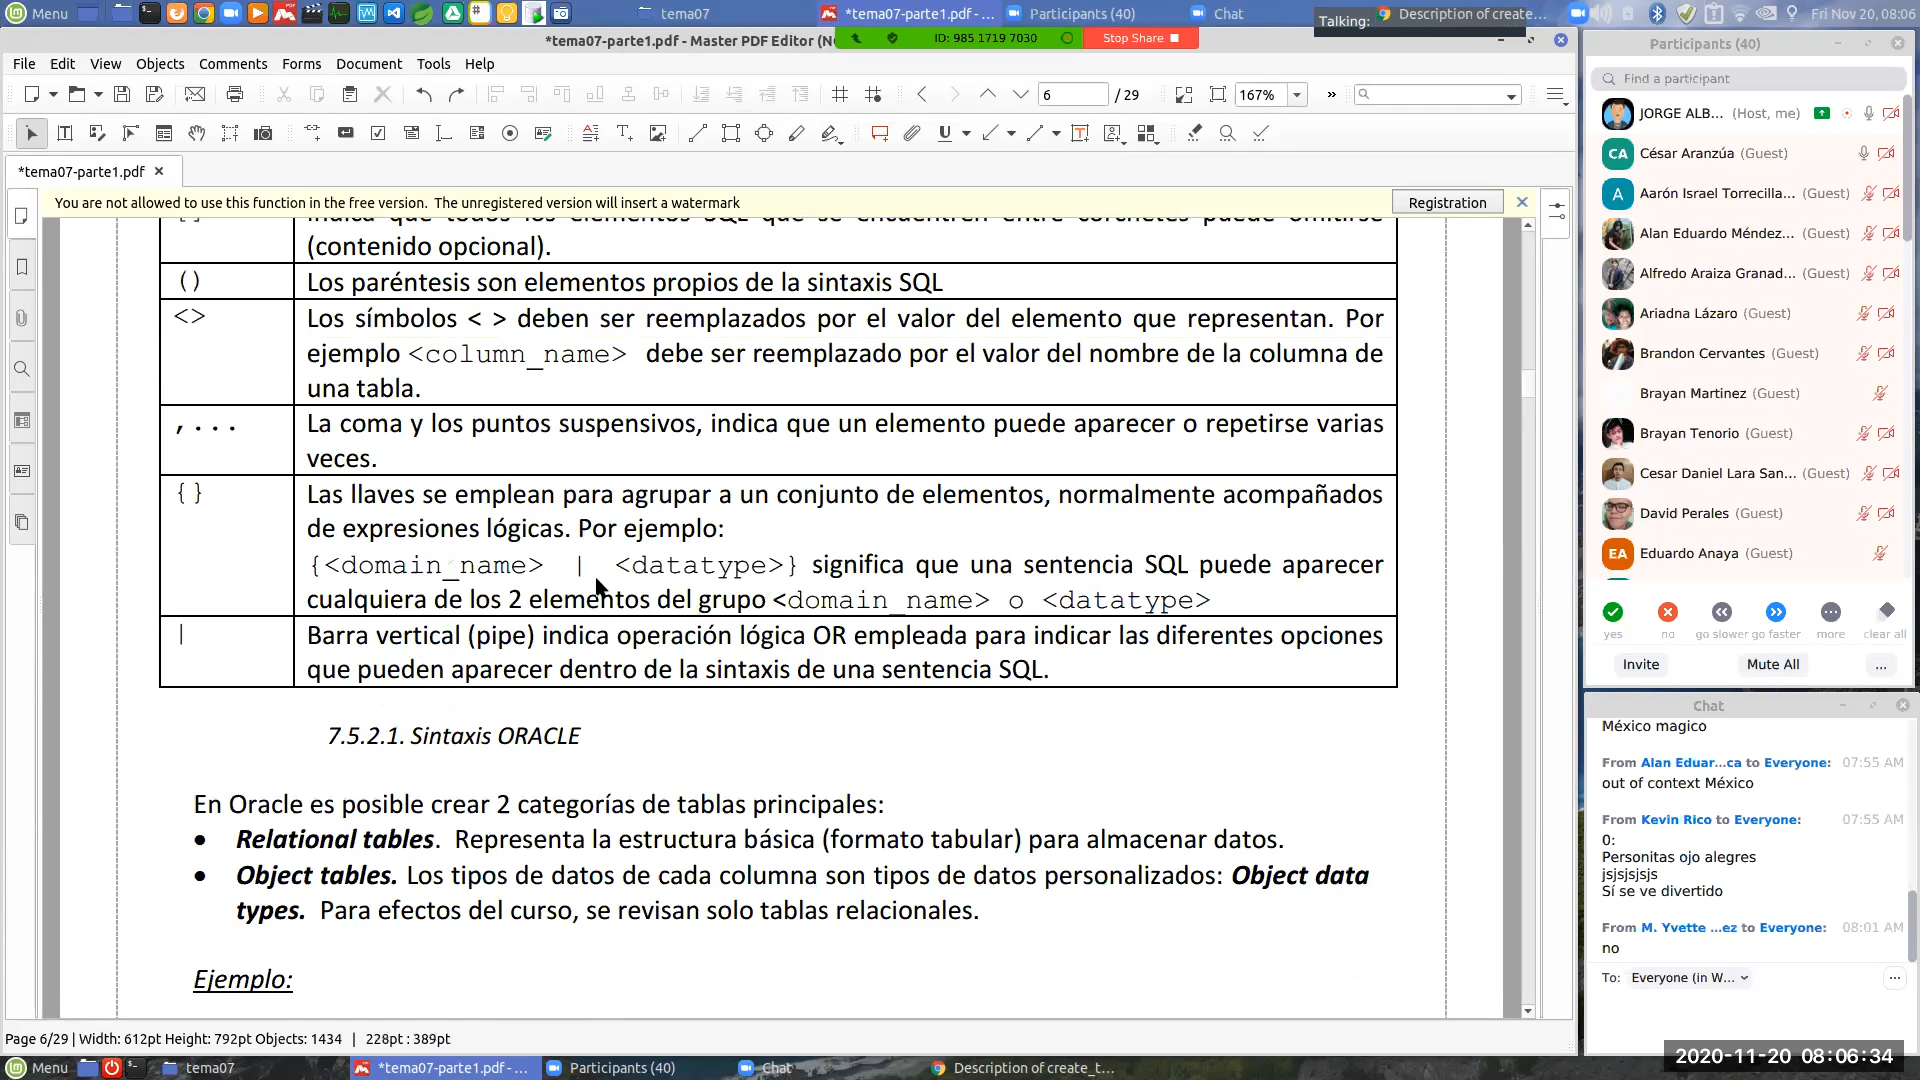 Menu
tema07
*tema07-parte1.pdf - ...
Participants (40)
Chat
Talking:
Description of create...
Fri Nov 20, 08:06
*tema07-parte1.pdf - Master PDF Editor (No
ID: 985 1719 7030
Stop Share
File Edit View Objects Comments Forms Document Tools Help
6 / 29
167%
*tema07-parte1.pdf
You are not allowed to use this function in the free version. The unregistered version will insert a watermark
Registration
[] Indica que todos los elementos SQL que se encuentren entre corchetes puede omitirse
(contenido opcional).
() Los paréntesis son elementos propios de la sintaxis SQL
<> Los símbolos < > deben ser reemplazados por el valor del elemento que representan. Por
ejemplo <column_name> debe ser reemplazado por el valor del nombre de la columna de
una tabla.
,... La coma y los puntos suspensivos, indica que un elemento puede aparecer o repetirse varias
veces.
{} Las llaves se emplean para agrupar a un conjunto de elementos, normalmente acompañados
de expresiones lógicas. Por ejemplo:
{<domain_name> | <datatype>} significa que una sentencia SQL puede aparecer
cualquiera de los 2 elementos del grupo <domain_name> o <datatype>
| Barra vertical (pipe) indica operación lógica OR empleada para indicar las diferentes opciones
que pueden aparecer dentro de la sintaxis de una sentencia SQL.
7.5.2.1. Sintaxis ORACLE
En Oracle es posible crear 2 categorías de tablas principales:
• Relational tables. Representa la estructura básica (formato tabular) para almacenar datos.
• Object tables. Los tipos de datos de cada columna son tipos de datos personalizados: Object data
types. Para efectos del curso, se revisan solo tablas relacionales.
Ejemplo:
Page 6/29 | Width: 612pt Height: 792pt Objects: 1434 | 228pt : 389pt
Participants (40)
Find a participant
JORGE ALB... (Host, me)
CA César Aranzúa (Guest)
A Aarón Israel Torrecilla... (Guest)
Alan Eduardo Méndez... (Guest)
Alfredo Araiza Granad... (Guest)
Ariadna Lázaro (Guest)
Brandon Cervantes (Guest)
Brayan Martinez (Guest)
Brayan Tenorio (Guest)
Cesar Daniel Lara San... (Guest)
David Perales (Guest)
EA Eduardo Anaya (Guest)
yes no go slower go faster more clear all
Invite Mute All ...
Chat
México magico
From Alan Eduar...ca to Everyone: 07:55 AM
out of context México
From Kevin Rico to Everyone: 07:55 AM
0:
Personitas ojo alegres
jsjsjsjsjs
Sí se ve divertido
From M. Yvette ...ez to Everyone: 08:01 AM
no
To: Everyone (in W...
Menu
tema07
*tema07-parte1.pdf - ...
Participants (40)
Chat
Description of create_t...
2020-11-20 08:06:34